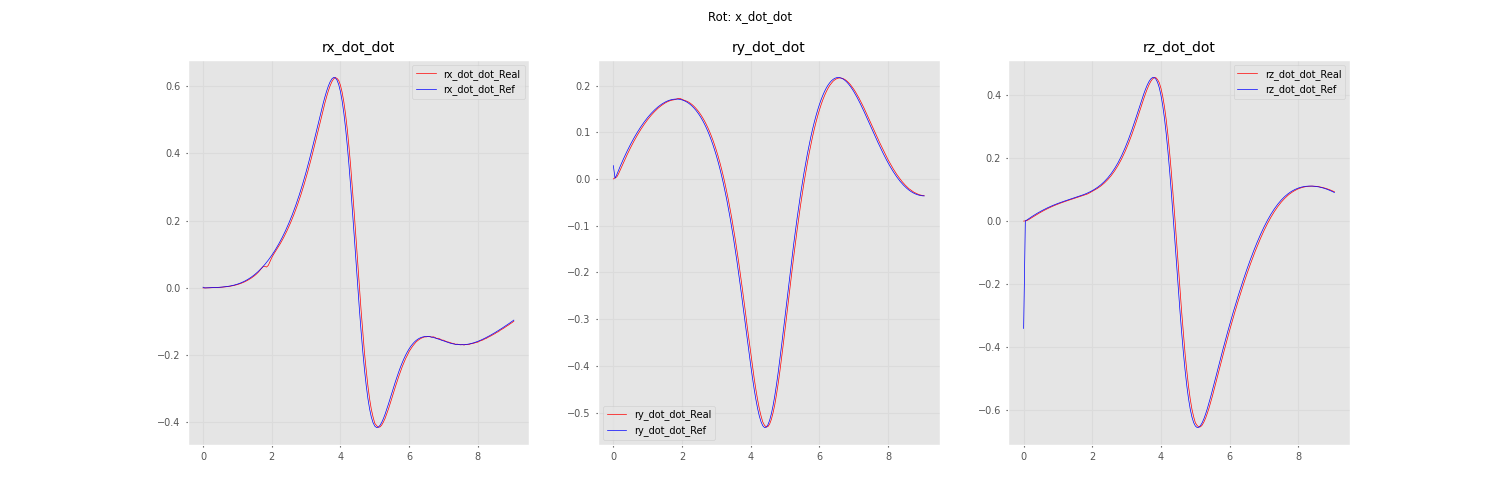 Rot: x_dot_dot
rx_dot_dot
rx_dot_dot_Real
rx_dot_dot_Ref
0.6
0.4
0.2
0.0
−0.2
−0.4
0 2 4 6 8
ry_dot_dot
0.2
0.1
0.0
−0.1
−0.2
−0.3
−0.4
−0.5
ry_dot_dot_Real
ry_dot_dot_Ref
0 2 4 6 8
rz_dot_dot
rz_dot_dot_Real
rz_dot_dot_Ref
0.4
0.2
0.0
−0.2
−0.4
−0.6
0 2 4 6 8